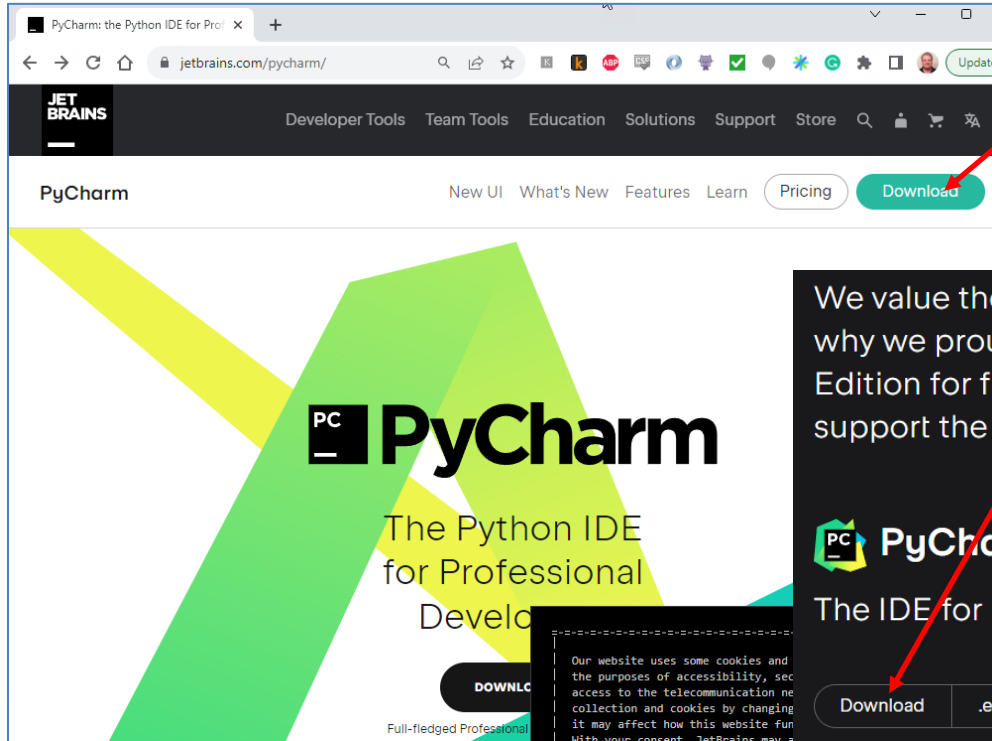 PyCharm: the Python IDE for Prof
jetbrains.com/pycharm/
Update
JET
BRAINS
Developer Tools Team Tools Education Solutions Support Store
PyCharm
New UI What's New Features Learn Pricing Download
We value the
why we prou
Edition for f
support the
PC PyCharm
The Python IDE
for Professional
Develo
PC PyCha
The IDE for
Our website uses some cookies and
the purposes of accessibility, sec
access to the telecommunication ne
collection and cookies by changing
it may affect how this website fun
With your consent, JetBrains may a
DOWNLO
Full-fledged Professional
Download .e